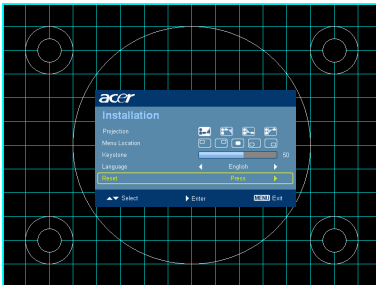 acer
Installation
Projection
Menu Location
Keystone 50
Language English
Reset Press
Select Enter MENU Exit